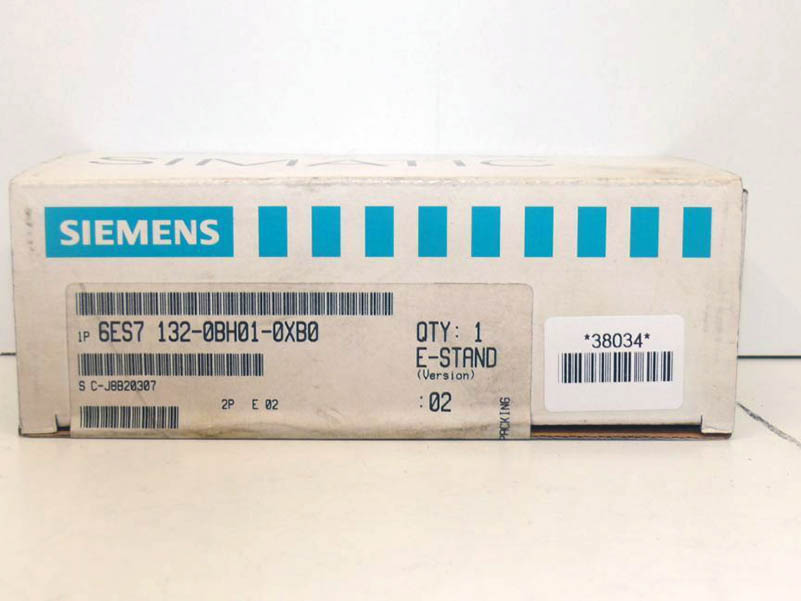 SIMATIC
SIEMENS
1P 6ES7 132-0BH01-0XB0
QTY: 1
E-STAND
(Version)
S C-J8B20307
2P E 02
: 02
PACKING
*38034*